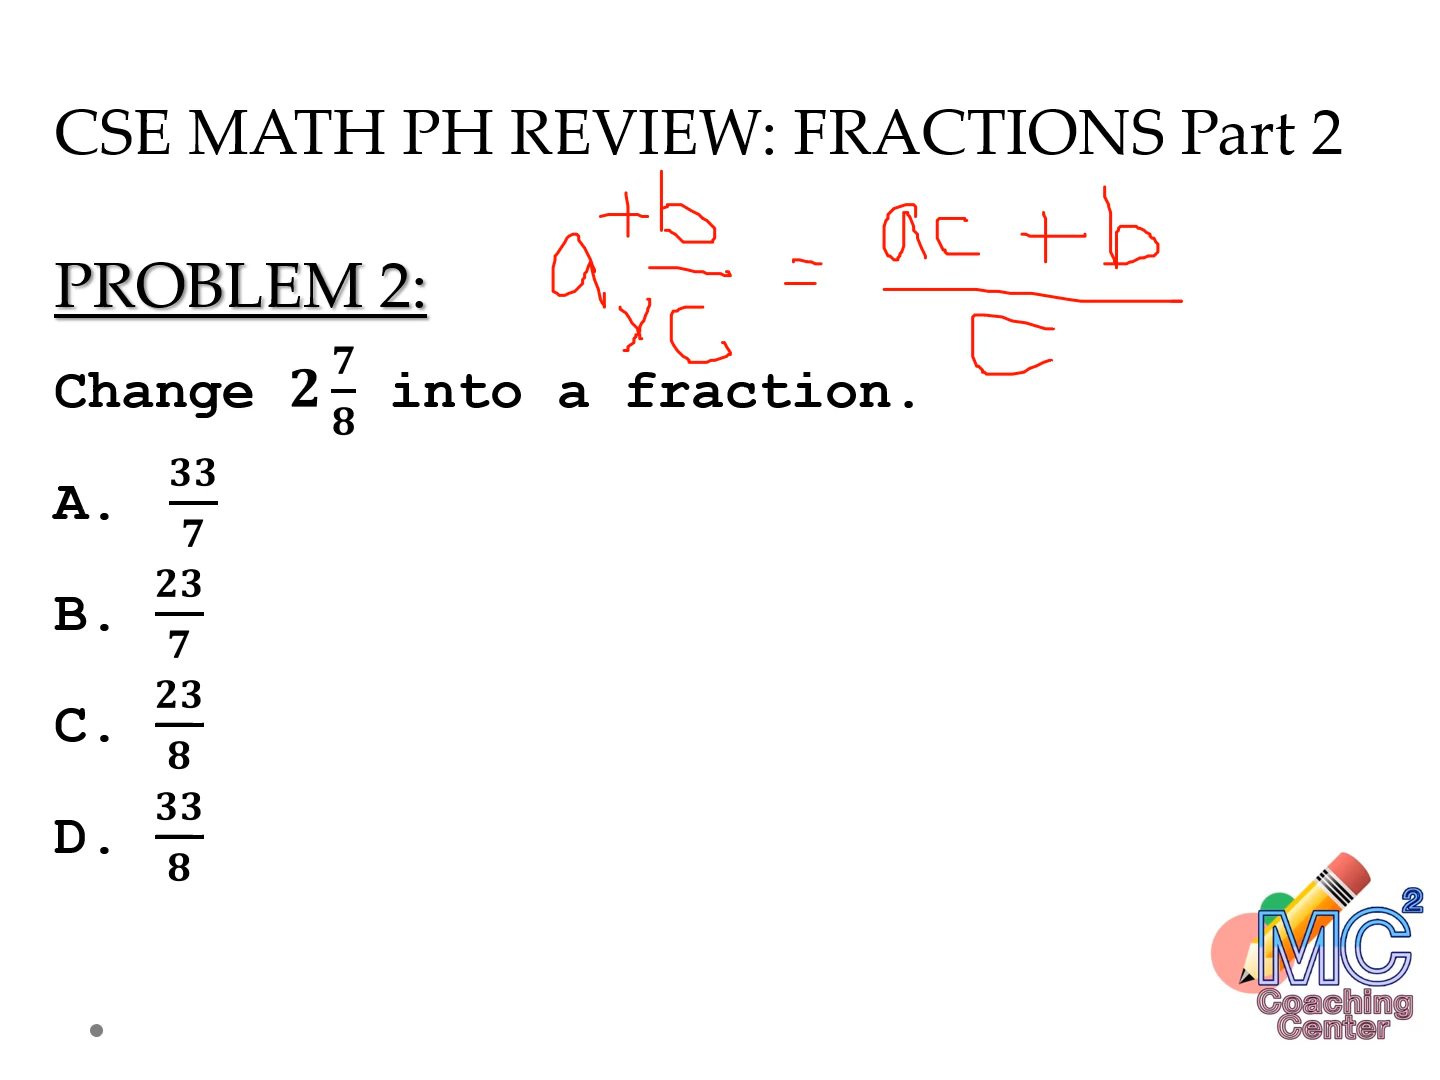 CSE MATH PH REVIEW: FRACTIONS Part 2
a + b / × c = ac + b / c
PROBLEM 2:
Change 2 7/8 into a fraction.
A. 33/7
B. 23/7
C. 23/8
D. 33/8
MC²
Coaching
Center